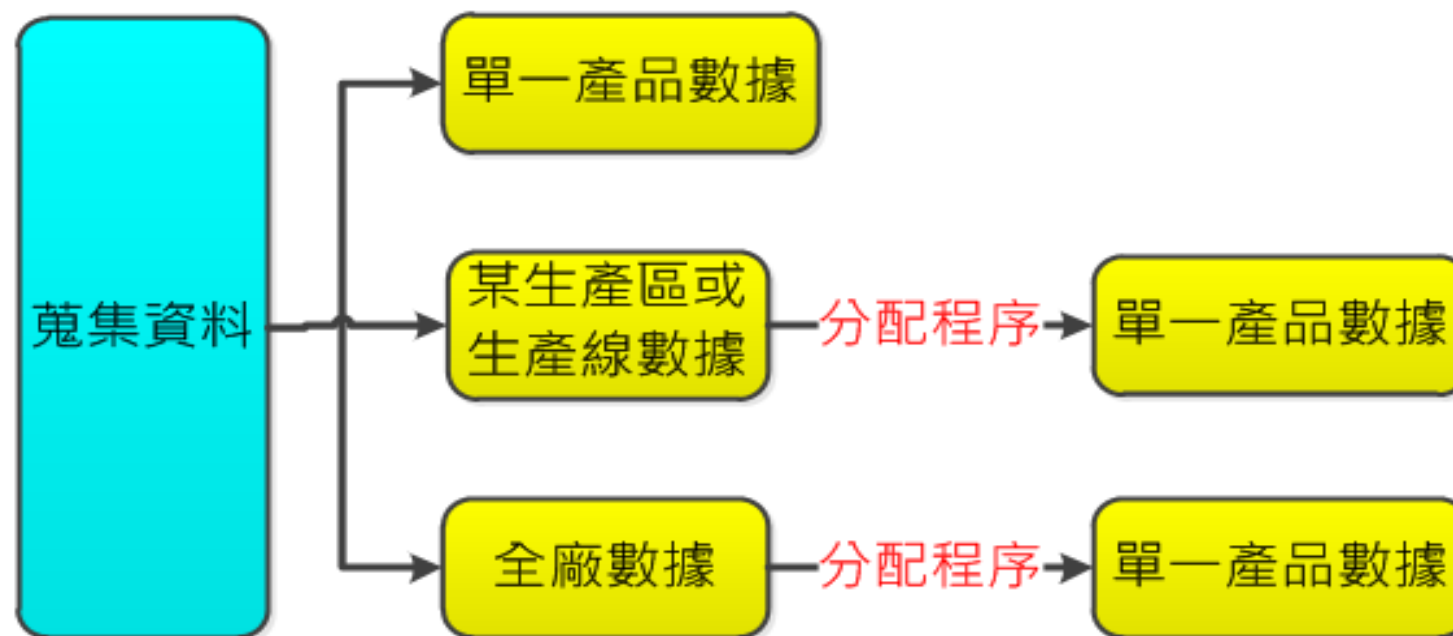 蒐集資料
單一產品數據
某生產區或
生產線數據
分配程序
單一產品數據
全廠數據
分配程序
單一產品數據